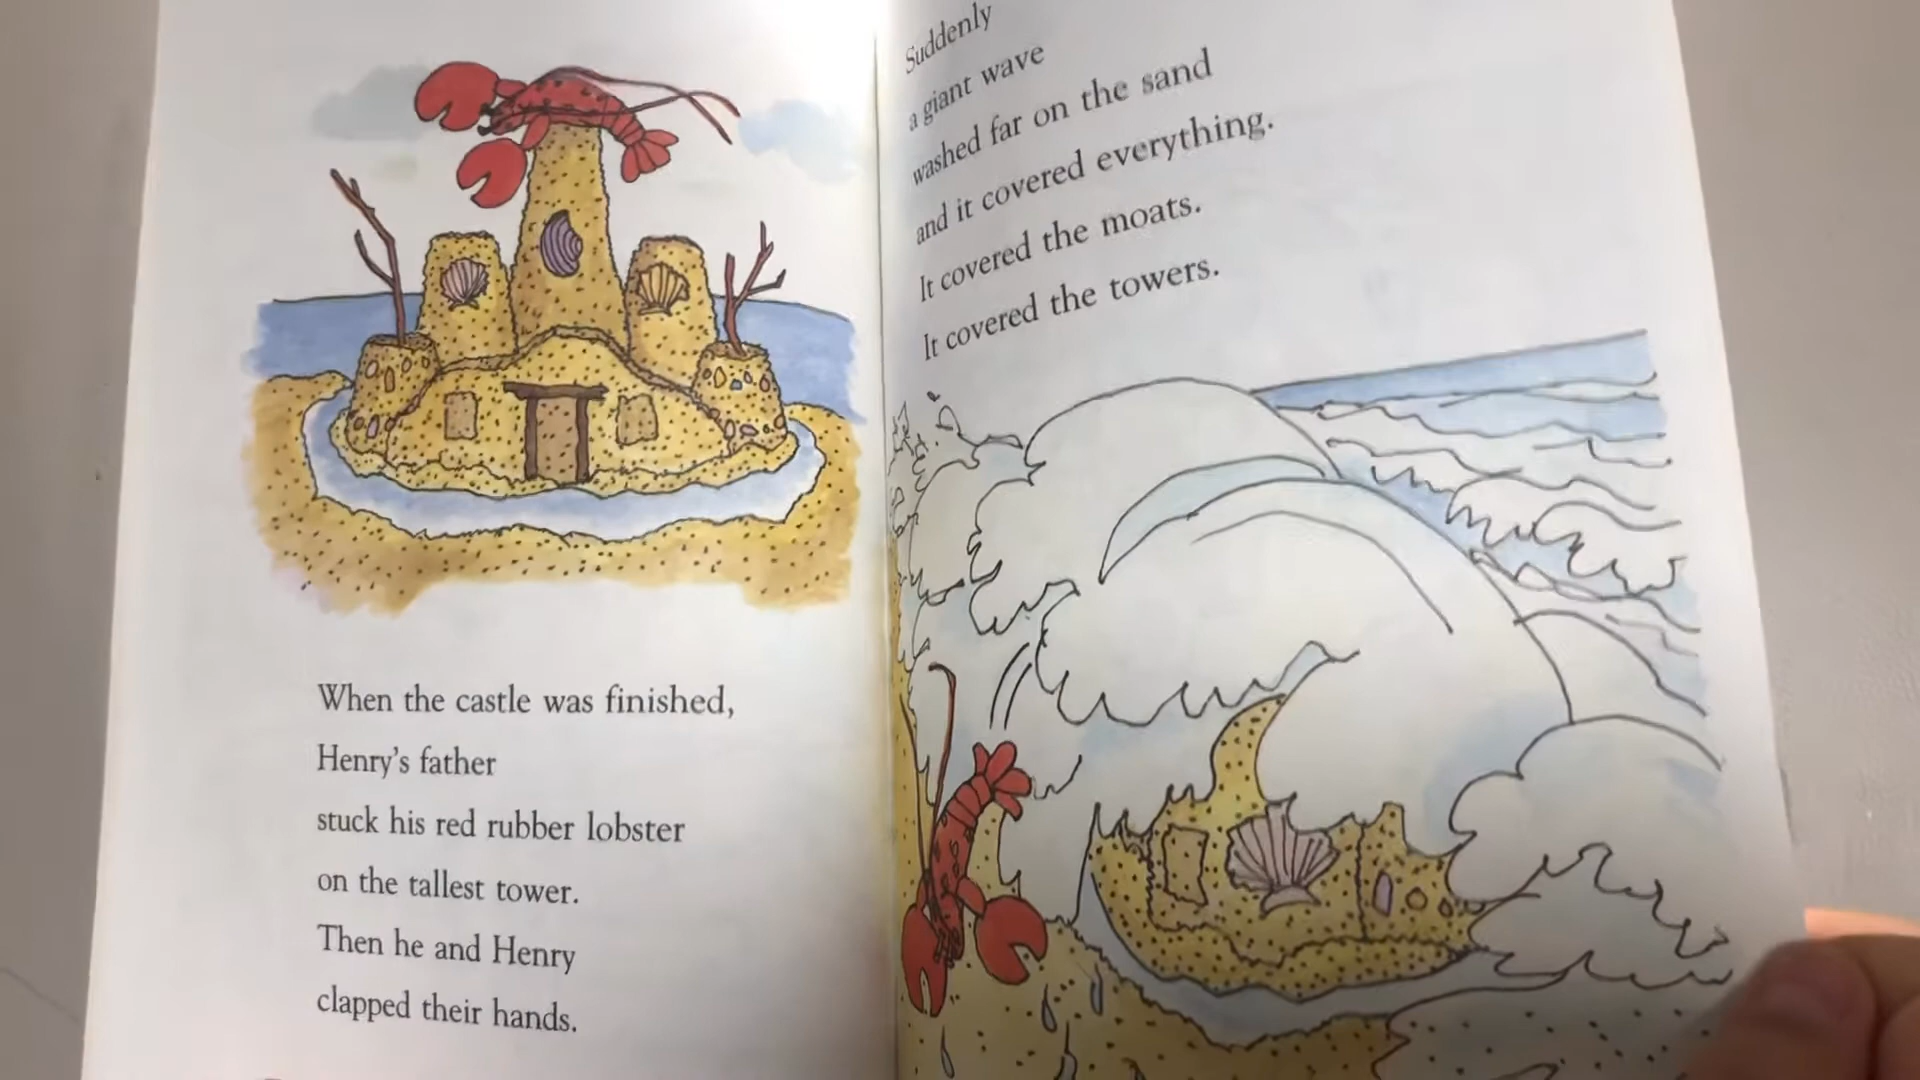 When the castle was finished,
Henry's father
stuck his red rubber lobster
on the tallest tower.
Then he and Henry
clapped their hands.
Suddenly
a giant wave
washed far on the sand
and it covered everything.
It covered the moats.
It covered the towers.